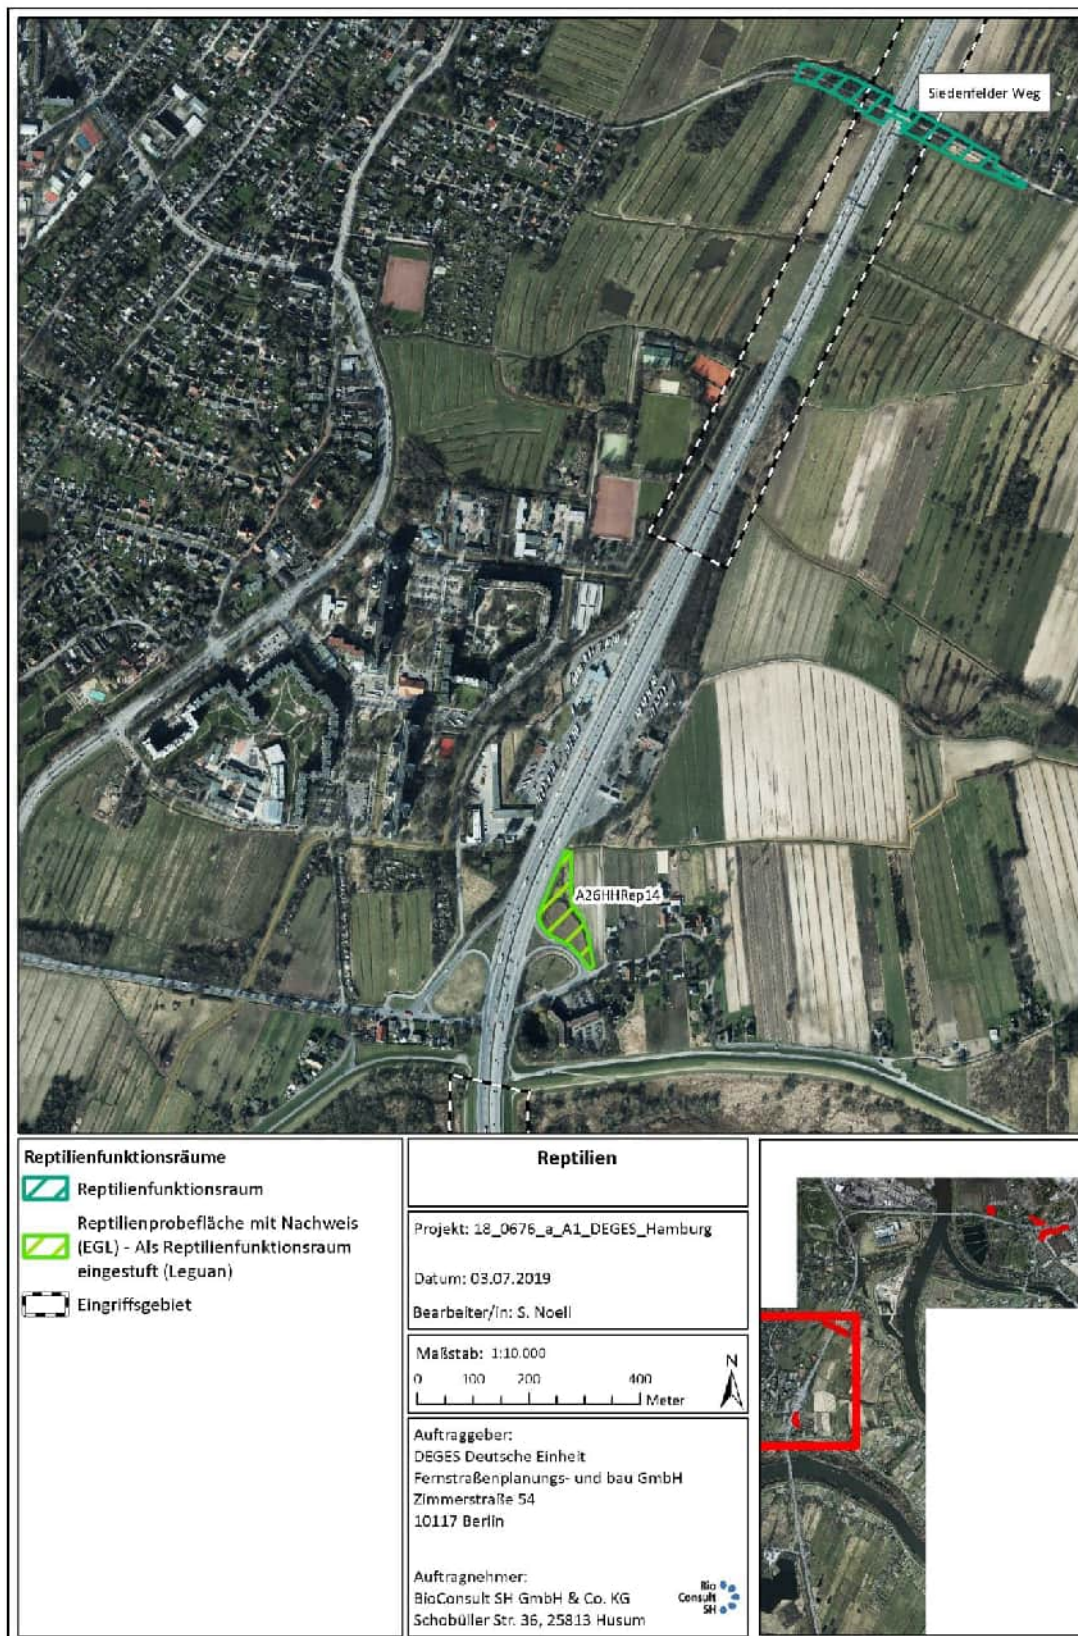 Siedenfelder Weg
A26HHRep14
Reptilienfunktionsräume
Reptilienfunktionsraum
Reptilienprobefläche mit Nachweis
(EGL) - Als Reptilienfunktionsraum
eingestuft (Leguan)
Eingriffsgebiet
Reptilien
Projekt: 18_0676_a_A1_DEGES_Hamburg
Datum: 03.07.2019
Bearbeiter/in: S. Noell
Maßstab: 1:10.000
N
0 100 200 400
Meter
Auftraggeber:
DEGES Deutsche Einheit
Fernstraßenplanungs- und bau GmbH
Zimmerstraße 54
10117 Berlin
Auftragnehmer:
BioConsult SH GmbH & Co. KG
Schobüller Str. 36, 25813 Husum
Bio
Consult
SH